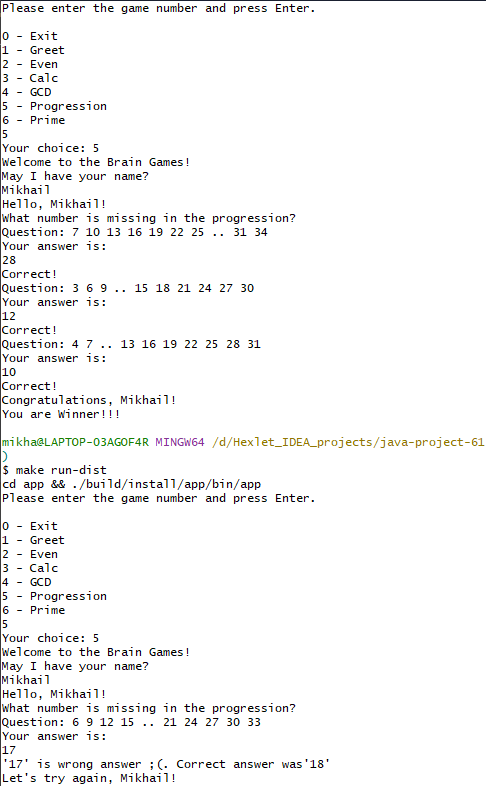 Please enter the game number and press Enter.
0 - Exit
1 - Greet
2 - Even
3 - Calc
4 - GCD
5 - Progression
6 - Prime
5
Your choice: 5
Welcome to the Brain Games!
May I have your name?
Mikhail
Hello, Mikhail!
What number is missing in the progression?
Question: 7 10 13 16 19 22 25 .. 31 34
Your answer is:
28
Correct!
Question: 3 6 9 .. 15 18 21 24 27 30
Your answer is:
12
Correct!
Question: 4 7 .. 13 16 19 22 25 28 31
Your answer is:
10
Correct!
Congratulations, Mikhail!
You are Winner!!!
mikha@LAPTOP-O3AGOF4R MINGW64 /d/Hexlet_IDEA_projects/java-project-61
)
$ make run-dist
cd app && ./build/install/app/bin/app
Please enter the game number and press Enter.
0 - Exit
1 - Greet
2 - Even
3 - Calc
4 - GCD
5 - Progression
6 - Prime
5
Your choice: 5
Welcome to the Brain Games!
May I have your name?
Mikhail
Hello, Mikhail!
What number is missing in the progression?
Question: 6 9 12 15 .. 21 24 27 30 33
Your answer is:
17
'17' is wrong answer ;(. Correct answer was'18'
Let's try again, Mikhail!